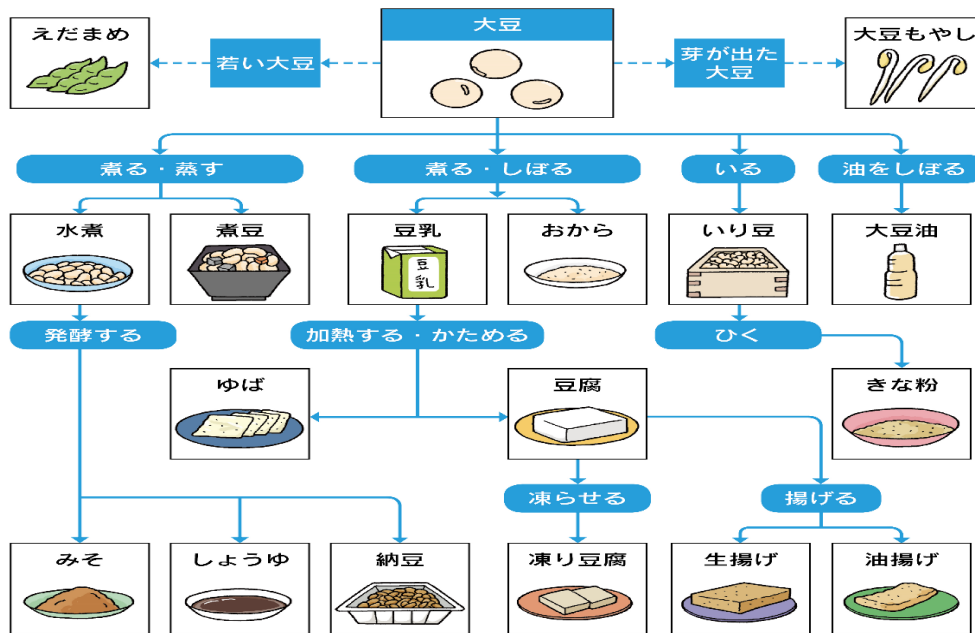 えだまめ
若い大豆
大豆
芽が出た
大豆
大豆もやし
煮る・蒸す
煮る・しぼる
いる
油をしぼる
水煮
煮豆
豆乳
豆
乳
おから
いり豆
大豆油
発酵する
加熱する・かためる
ひく
ゆば
豆腐
きな粉
凍らせる
揚げる
みそ
しょうゆ
納豆
凍り豆腐
生揚げ
油揚げ